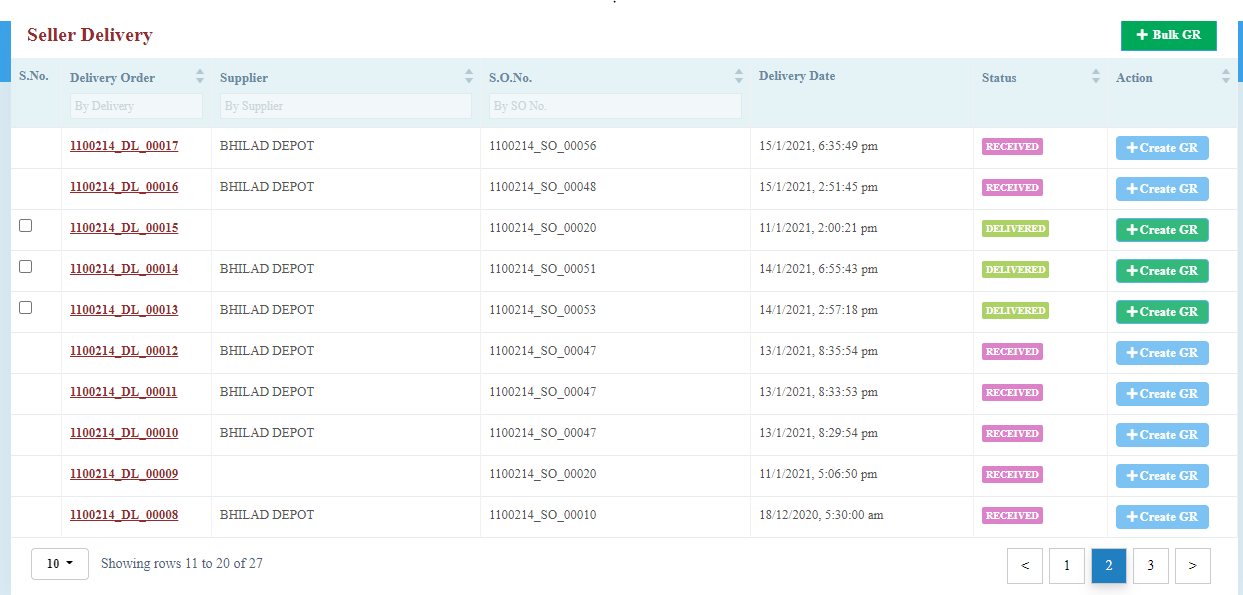 Seller Delivery
+ Bulk GR
S.No. Delivery Order Supplier S.O.No. Delivery Date Status Action
By Delivery By Supplier By SO No.
1100214_DL_00017 BHILAD DEPOT 1100214_SO_00056 15/1/2021, 6:35:49 pm RECEIVED +Create GR
1100214_DL_00016 BHILAD DEPOT 1100214_SO_00048 15/1/2021, 2:51:45 pm RECEIVED +Create GR
1100214_DL_00015 1100214_SO_00020 11/1/2021, 2:00:21 pm DELIVERED +Create GR
1100214_DL_00014 BHILAD DEPOT 1100214_SO_00051 14/1/2021, 6:55:43 pm DELIVERED +Create GR
1100214_DL_00013 BHILAD DEPOT 1100214_SO_00053 14/1/2021, 2:57:18 pm DELIVERED +Create GR
1100214_DL_00012 BHILAD DEPOT 1100214_SO_00047 13/1/2021, 8:35:54 pm RECEIVED +Create GR
1100214_DL_00011 BHILAD DEPOT 1100214_SO_00047 13/1/2021, 8:33:53 pm RECEIVED +Create GR
1100214_DL_00010 BHILAD DEPOT 1100214_SO_00047 13/1/2021, 8:29:54 pm RECEIVED +Create GR
1100214_DL_00009 1100214_SO_00020 11/1/2021, 5:06:50 pm RECEIVED +Create GR
1100214_DL_00008 BHILAD DEPOT 1100214_SO_00010 18/12/2020, 5:30:00 am RECEIVED +Create GR
10 Showing rows 11 to 20 of 27 < 1 2 3 >